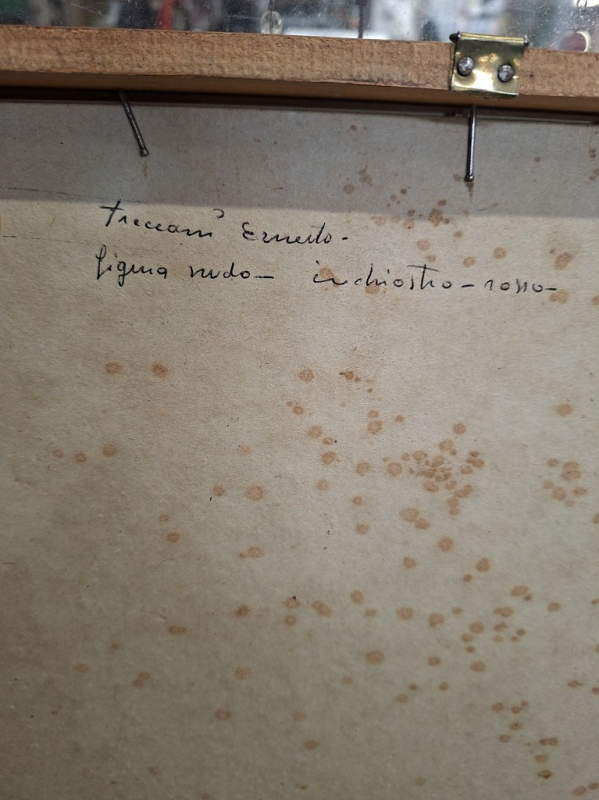 Treccani Ernesto-
figura nudo- inchiostro-rosso-